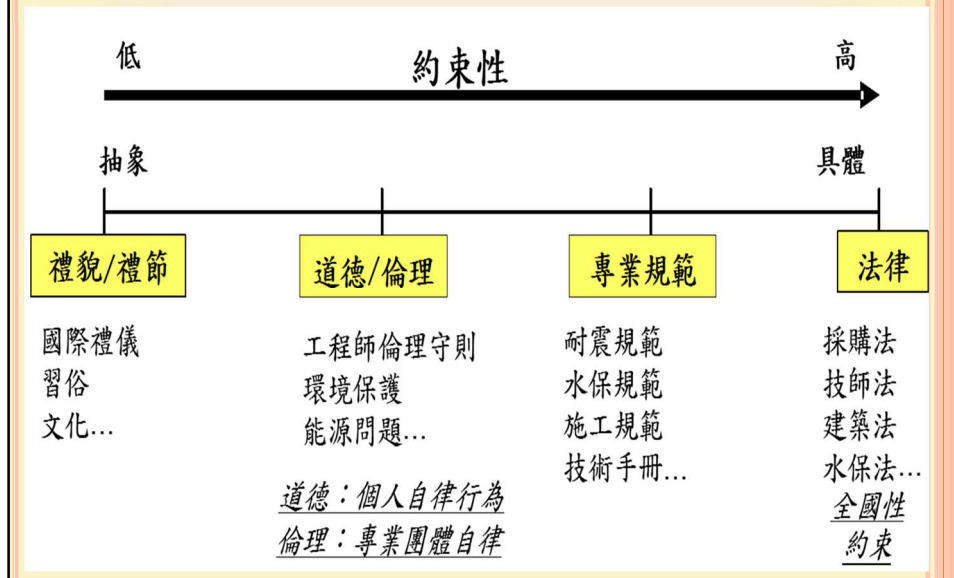 低 約束性 高
抽象 具體
禮貌/禮節
國際禮儀
習俗
文化…
道德/倫理
工程師倫理守則
環境保護
能源問題…
道德：個人自律行為
倫理：專業團體自律
專業規範
耐震規範
水保規範
施工規範
技術手冊…
法律
採購法
技師法
建築法
水保法…
全國性
約束